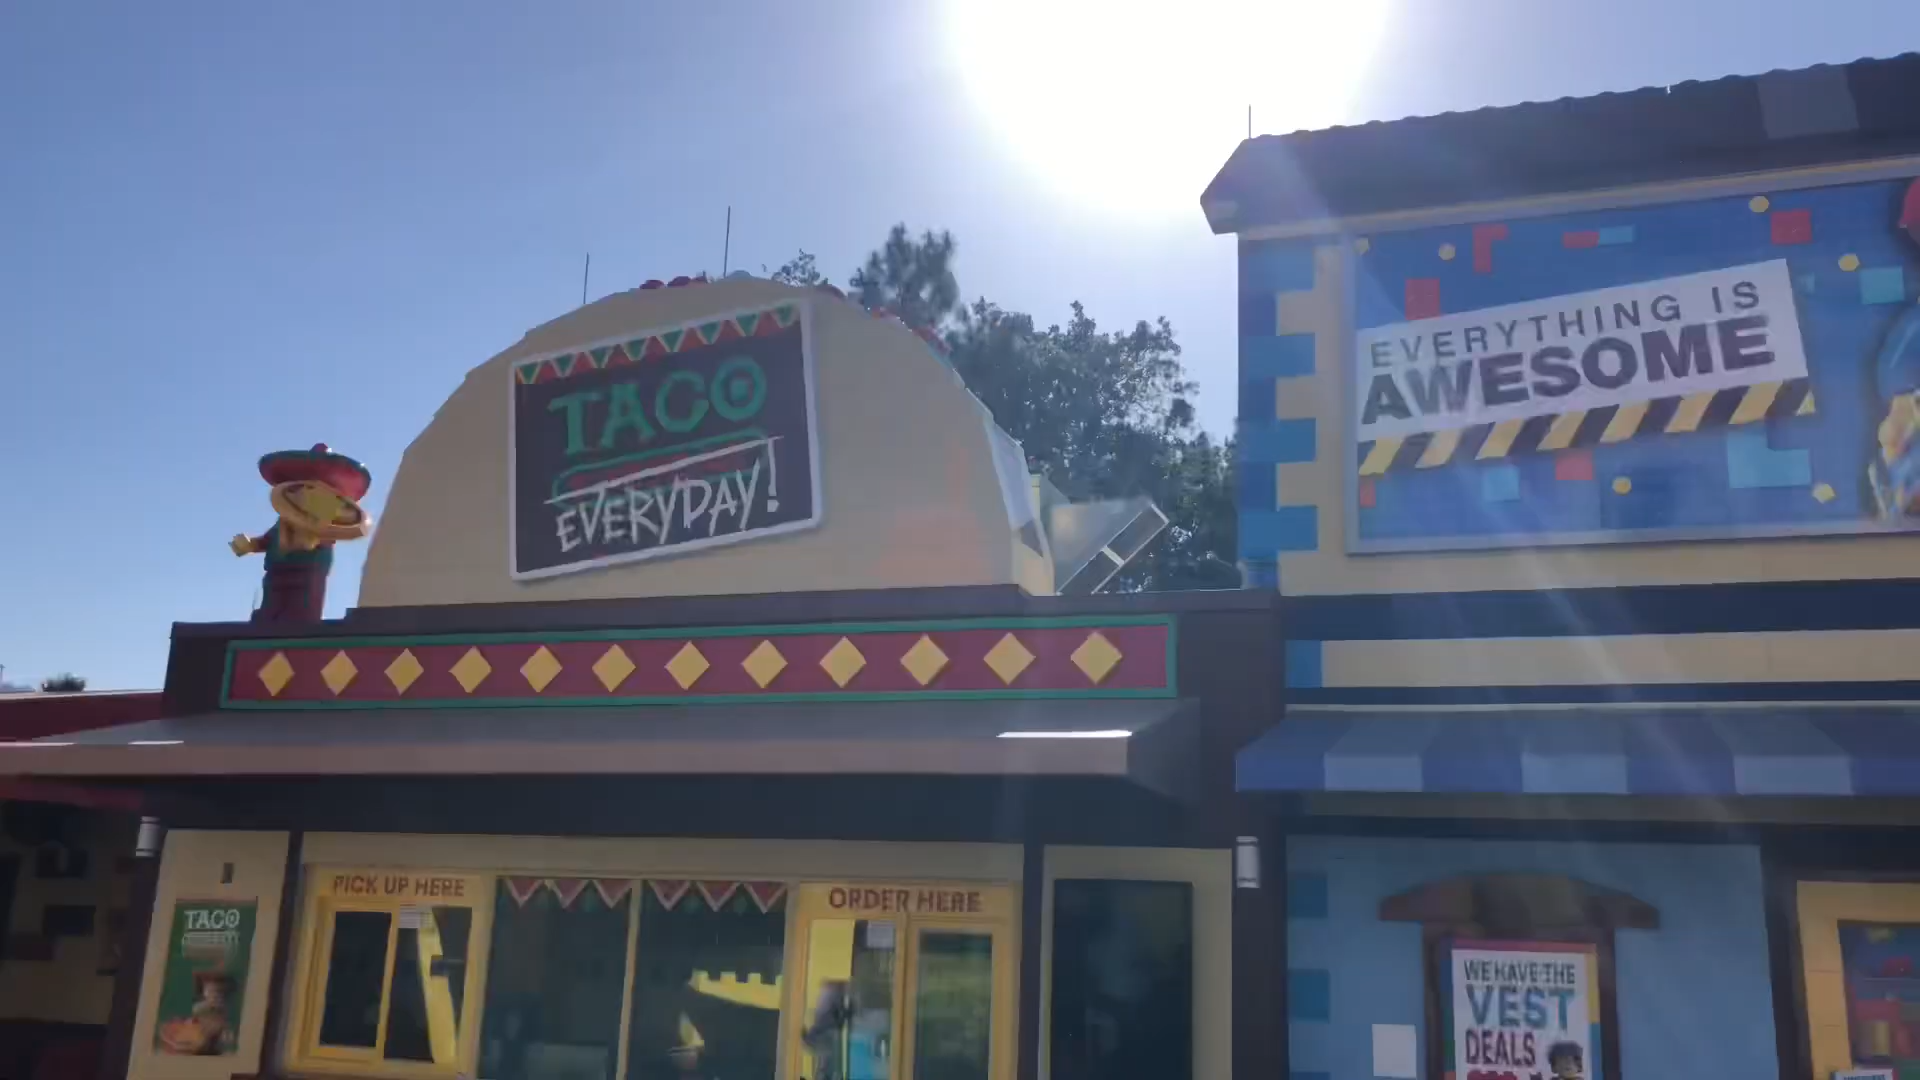 TACO
EVERYDAY!
EVERYTHING IS
AWESOME
PICK UP HERE
ORDER HERE
TACO
WE HAVE THE
VEST
DEALS